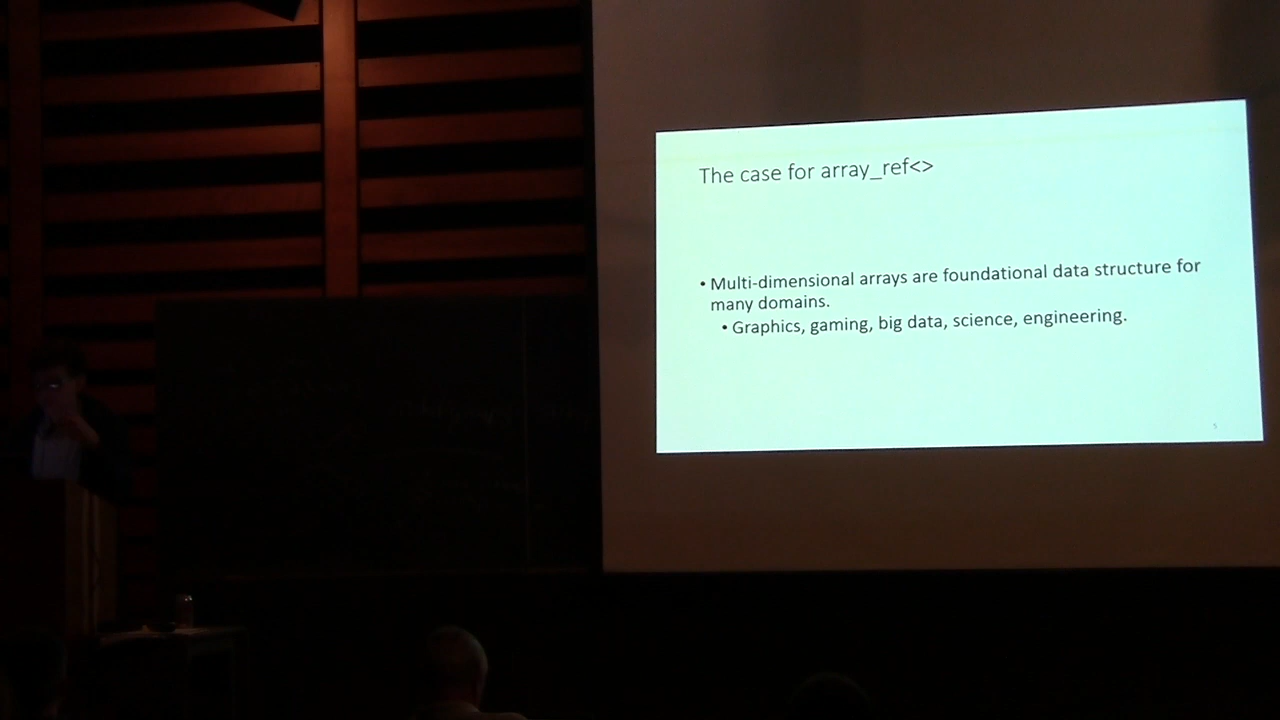 The case for array_ref<>
• Multi-dimensional arrays are foundational data structure for
many domains.
• Graphics, gaming, big data, science, engineering.
5